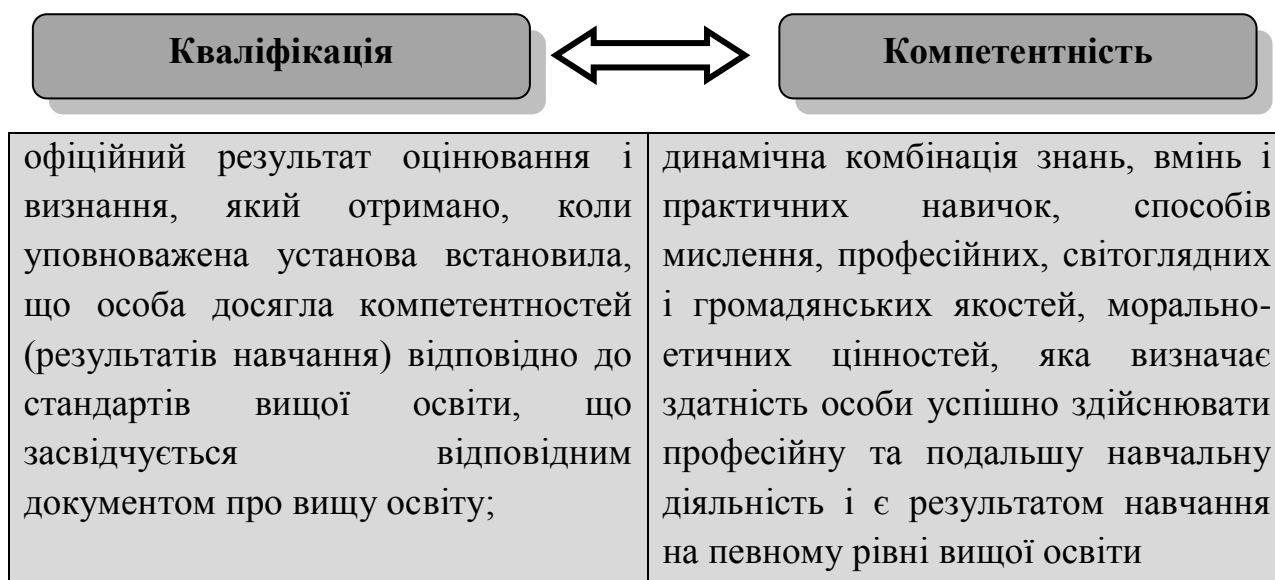 Кваліфікація
Компетентність
офіційний результат оцінювання і
визнання, який отримано, коли
уповноважена установа встановила,
що особа досягла компетентностей
(результатів навчання) відповідно до
стандартів вищої освіти, що
засвідчується відповідним
документом про вищу освіту;
динамічна комбінація знань, вмінь і
практичних навичок, способів
мислення, професійних, світоглядних
і громадянських якостей, морально-
етичних цінностей, яка визначає
здатність особи успішно здійснювати
професійну та подальшу навчальну
діяльність і є результатом навчання
на певному рівні вищої освіти